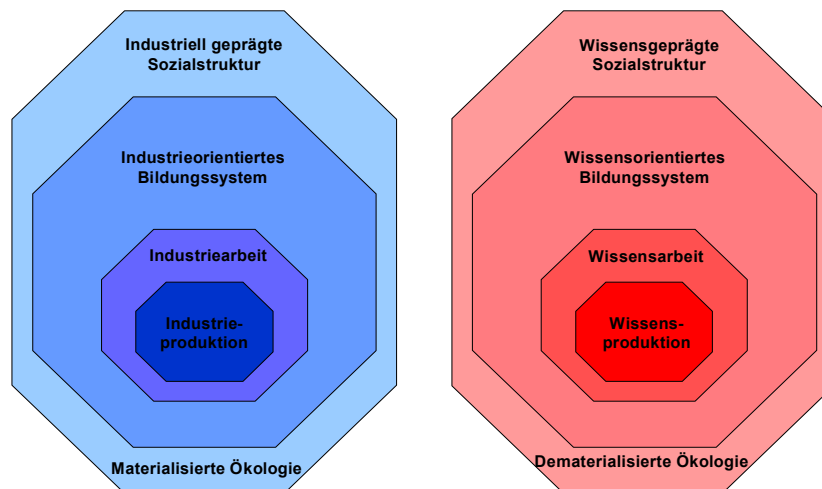 Industriell geprägte
Sozialstruktur
Industrieorientiertes
Bildungssystem
Industriearbeit
Industrie-
produktion
Materialisierte Ökologie
Wissensgeprägte
Sozialstruktur
Wissensorientiertes
Bildungssystem
Wissensarbeit
Wissens-
produktion
Dematerialisierte Ökologie